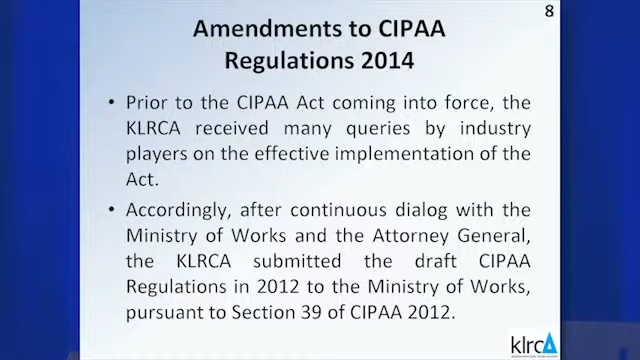 8
Amendments to CIPAA
Regulations 2014
• Prior to the CIPAA Act coming into force, the
KLRCA received many queries by industry
players on the effective implementation of the
Act.
• Accordingly, after continuous dialog with the
Ministry of Works and the Attorney General,
the KLRCA submitted the draft CIPAA
Regulations in 2012 to the Ministry of Works,
pursuant to Section 39 of CIPAA 2012.
klrcA